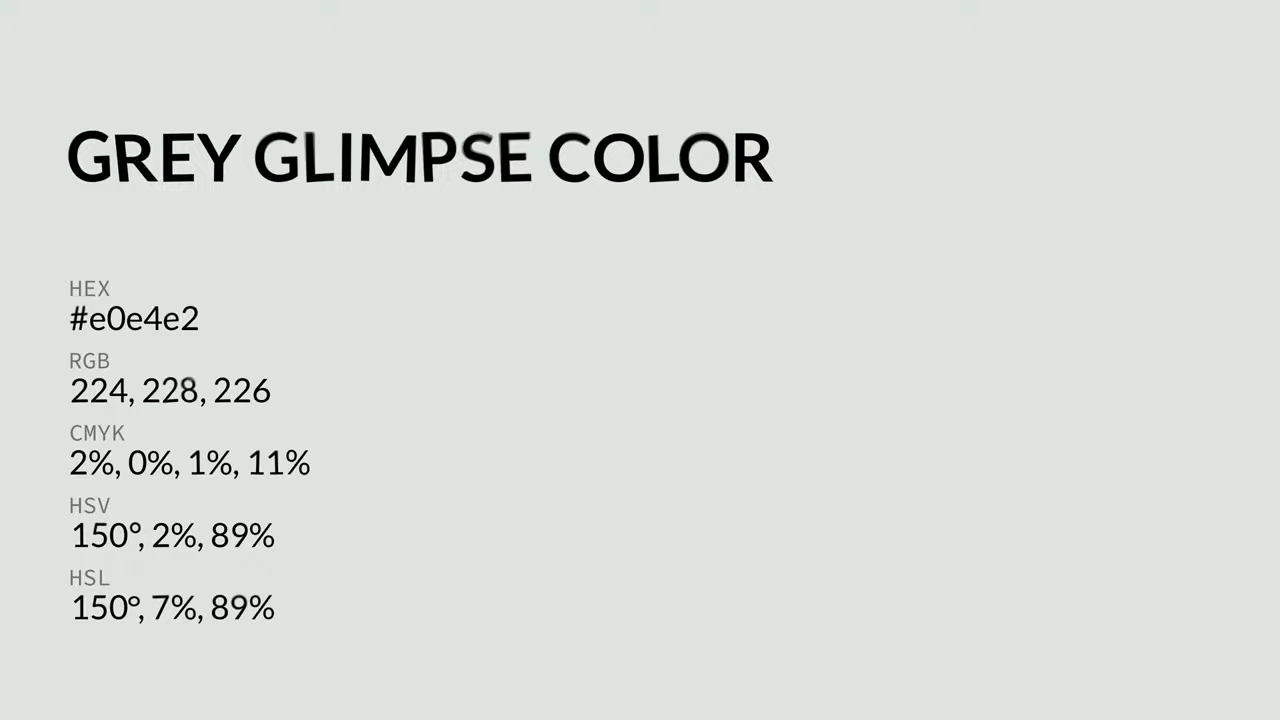 GREY GLIMPSE COLOR
HEX
#e0e4e2
RGB
224, 228, 226
CMYK
2%, 0%, 1%, 11%
HSV
150°, 2%, 89%
HSL
150°, 7%, 89%